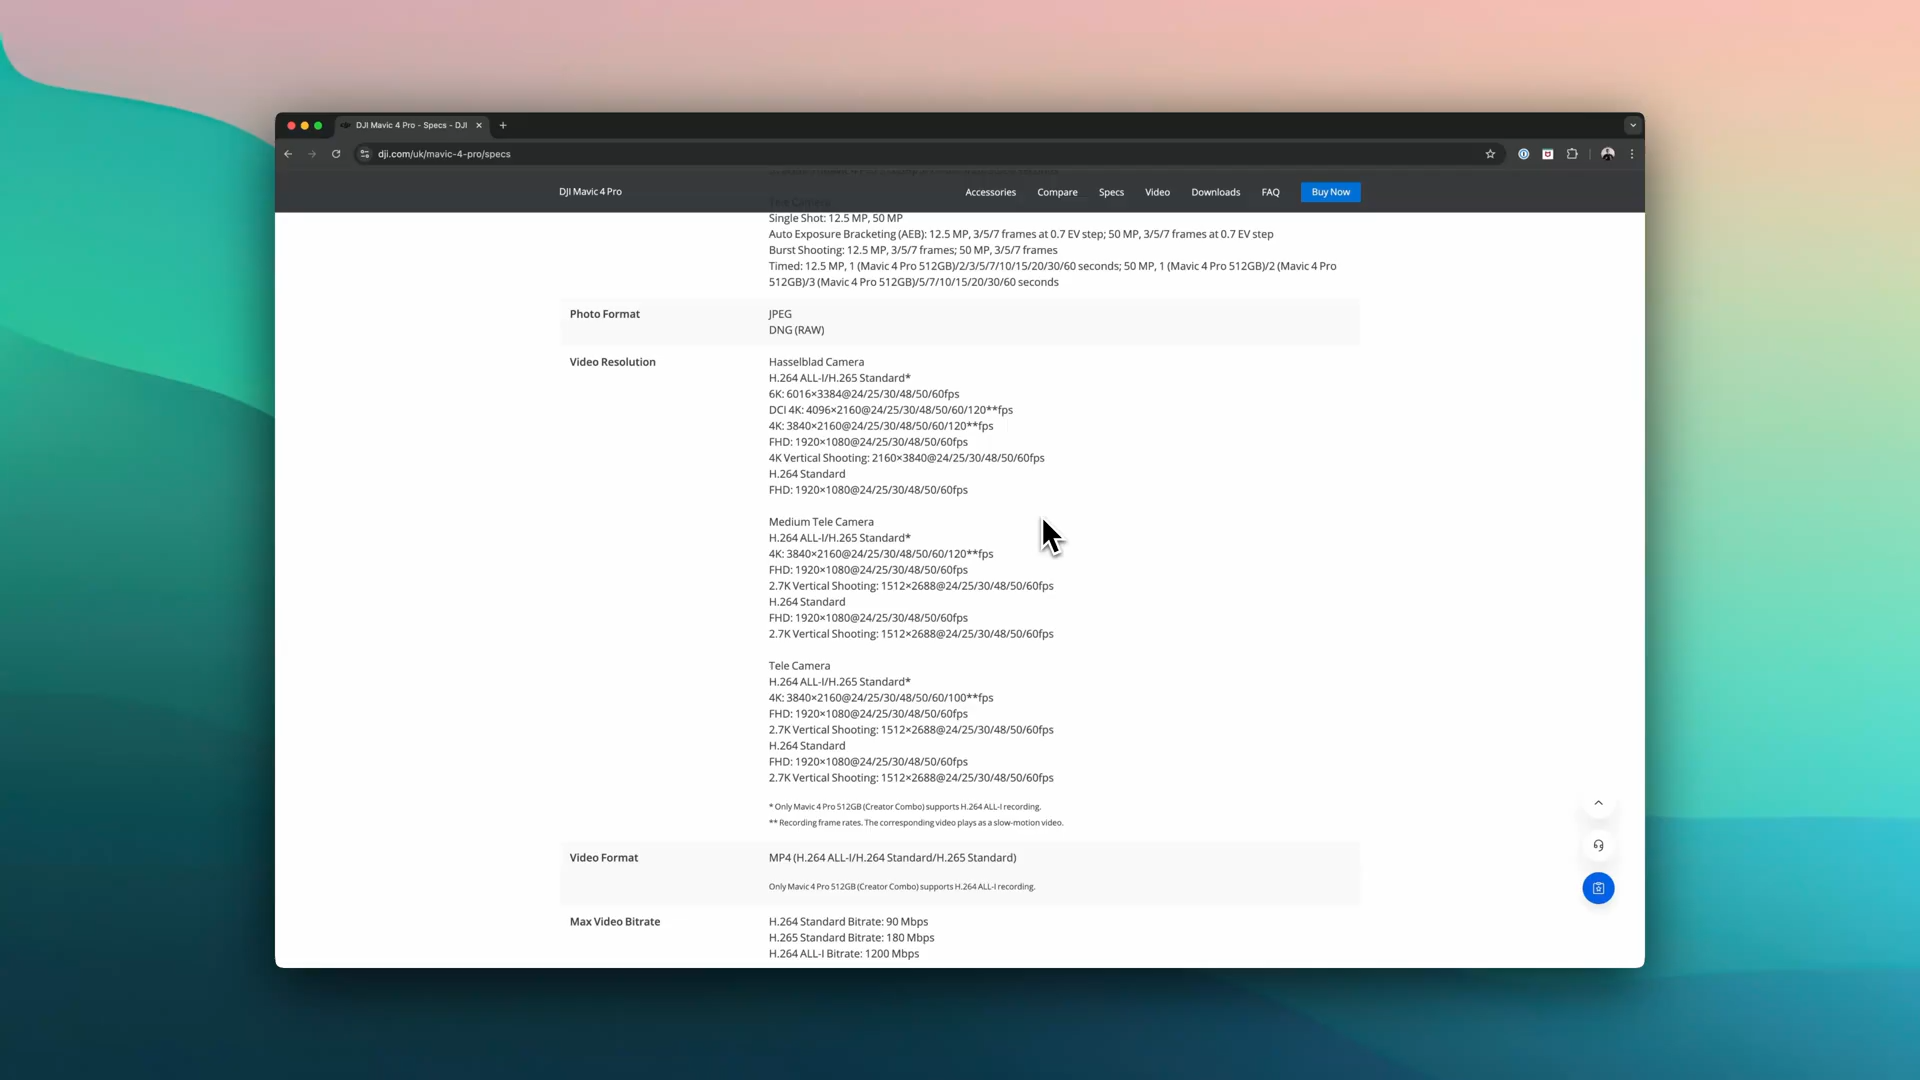 DJI Mavic 4 Pro - Specs - DJI
dji.com/uk/mavic-4-pro/specs
DJI Mavic 4 Pro
Accessories
Compare
Specs
Video
Downloads
FAQ
Buy Now
Tele Camera
Single Shot: 12.5 MP, 50 MP
Auto Exposure Bracketing (AEB): 12.5 MP, 3/5/7 frames at 0.7 EV step; 50 MP, 3/5/7 frames at 0.7 EV step
Burst Shooting: 12.5 MP, 3/5/7 frames; 50 MP, 3/5/7 frames
Timed: 12.5 MP, 1 (Mavic 4 Pro 512GB)/2/3/5/7/10/15/20/30/60 seconds; 50 MP, 1 (Mavic 4 Pro 512GB)/2 (Mavic 4 Pro
512GB)/3 (Mavic 4 Pro 512GB)/5/7/10/15/20/30/60 seconds
Photo Format
JPEG
DNG (RAW)
Video Resolution
Hasselblad Camera
H.264 ALL-I/H.265 Standard*
6K: 6016×3384@24/25/30/48/50/60fps
DCI 4K: 4096×2160@24/25/30/48/50/60/120**fps
4K: 3840×2160@24/25/30/48/50/60/120**fps
FHD: 1920×1080@24/25/30/48/50/60fps
4K Vertical Shooting: 2160×3840@24/25/30/48/50/60fps
H.264 Standard
FHD: 1920×1080@24/25/30/48/50/60fps
Medium Tele Camera
H.264 ALL-I/H.265 Standard*
4K: 3840×2160@24/25/30/48/50/60/120**fps
FHD: 1920×1080@24/25/30/48/50/60fps
2.7K Vertical Shooting: 1512×2688@24/25/30/48/50/60fps
H.264 Standard
FHD: 1920×1080@24/25/30/48/50/60fps
2.7K Vertical Shooting: 1512×2688@24/25/30/48/50/60fps
Tele Camera
H.264 ALL-I/H.265 Standard*
4K: 3840×2160@24/25/30/48/50/60/100**fps
FHD: 1920×1080@24/25/30/48/50/60fps
2.7K Vertical Shooting: 1512×2688@24/25/30/48/50/60fps
H.264 Standard
FHD: 1920×1080@24/25/30/48/50/60fps
2.7K Vertical Shooting: 1512×2688@24/25/30/48/50/60fps
* Only Mavic 4 Pro 512GB (Creator Combo) supports H.264 ALL-I recording.
** Recording frame rates. The corresponding video plays as a slow-motion video.
Video Format
MP4 (H.264 ALL-I/H.264 Standard/H.265 Standard)
Only Mavic 4 Pro 512GB (Creator Combo) supports H.264 ALL-I recording.
Max Video Bitrate
H.264 Standard Bitrate: 90 Mbps
H.265 Standard Bitrate: 180 Mbps
H.264 ALL-I Bitrate: 1200 Mbps